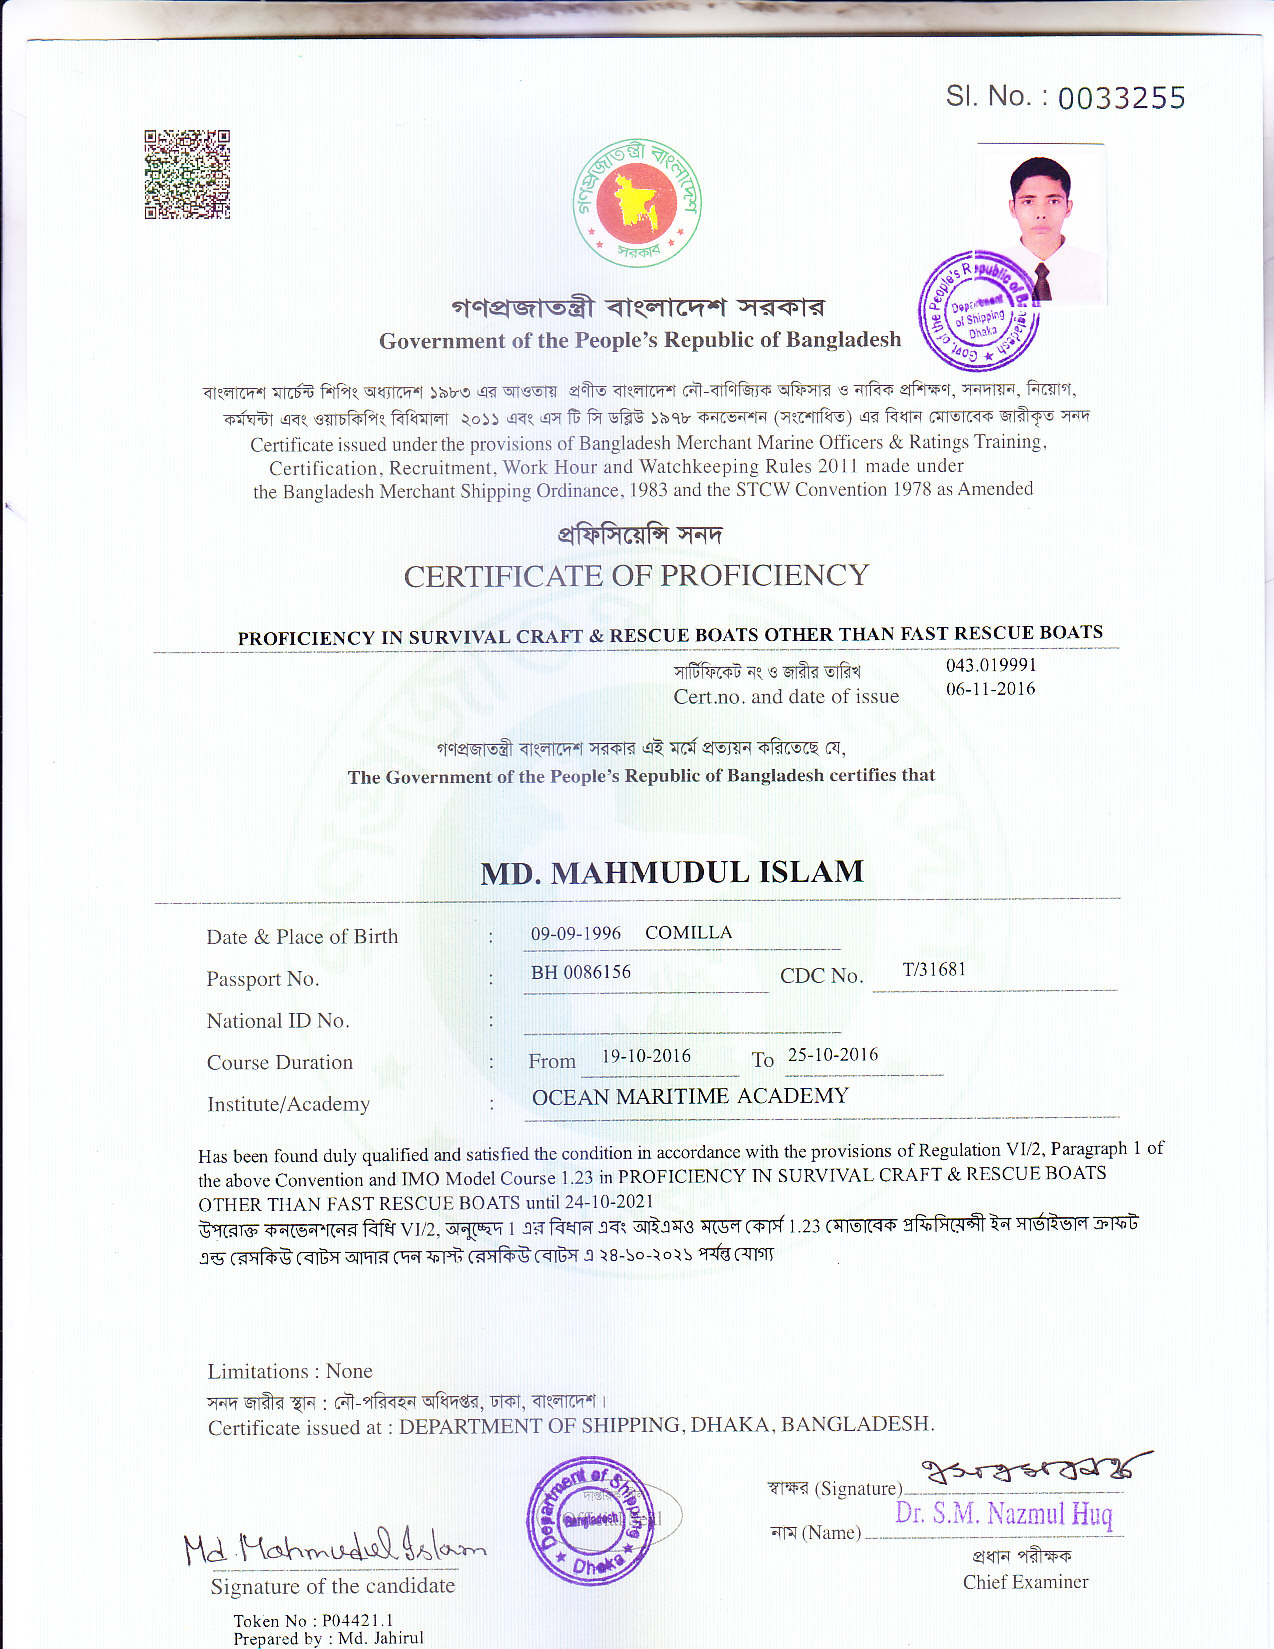 Sl. No. : 0033255
গণপ্রজাতন্ত্রী বাংলাদেশ
সরকার
Govt. of the People's Republic of Bangladesh
Department
of Shipping
Dhaka
গণপ্রজাতন্ত্রী বাংলাদেশ সরকার
Government of the People's Republic of Bangladesh
বাংলাদেশ মার্চেন্ট শিপিং অধ্যাদেশ ১৯৮৩ এর আওতায় প্রণীত বাংলাদেশ নৌ-বাণিজ্যিক অফিসার ও নাবিক প্রশিক্ষণ, সনদায়ন, নিয়োগ,
কর্মঘন্টা এবং ওয়াচকিপিং বিধিমালা ২০১১ এবং এস টি সি ডব্লিউ ১৯৭৮ কনভেনশন (সংশোধিত) এর বিধান মোতাবেক জারীকৃত সনদ
Certificate issued under the provisions of Bangladesh Merchant Marine Officers & Ratings Training,
Certification, Recruitment, Work Hour and Watchkeeping Rules 2011 made under
the Bangladesh Merchant Shipping Ordinance, 1983 and the STCW Convention 1978 as Amended
প্রফিসিয়েন্সি সনদ
CERTIFICATE OF PROFICIENCY
PROFICIENCY IN SURVIVAL CRAFT & RESCUE BOATS OTHER THAN FAST RESCUE BOATS
সার্টিফিকেট নং ও জারীর তারিখ 043.019991
Cert.no. and date of issue 06-11-2016
গণপ্রজাতন্ত্রী বাংলাদেশ সরকার এই মর্মে প্রত্যয়ন করিতেছে যে,
The Government of the People's Republic of Bangladesh certifies that
MD. MAHMUDUL ISLAM
Date & Place of Birth : 09-09-1996 COMILLA
Passport No. : BH 0086156 CDC No. T/31681
National ID No. :
Course Duration : From 19-10-2016 To 25-10-2016
Institute/Academy : OCEAN MARITIME ACADEMY
Has been found duly qualified and satisfied the condition in accordance with the provisions of Regulation VI/2, Paragraph 1 of
the above Convention and IMO Model Course 1.23 in PROFICIENCY IN SURVIVAL CRAFT & RESCUE BOATS
OTHER THAN FAST RESCUE BOATS until 24-10-2021
উপরোক্ত কনভেনশনের বিধি VI/2, অনুচ্ছেদ 1 এর বিধান এবং আইএমও মডেল কোর্স 1.23 মোতাবেক প্রফিসিয়েন্সী ইন সার্ভাইভাল ক্রাফট
এন্ড রেসকিউ বোটস আদার দেন ফাস্ট রেসকিউ বোটস এ ২৪-১০-২০২১ পর্যন্ত যোগ্য
Limitations : None
সনদ জারীর স্থান : নৌ-পরিবহন অধিদপ্তর, ঢাকা, বাংলাদেশ।
Certificate issued at : DEPARTMENT OF SHIPPING, DHAKA, BANGLADESH.
Department of Shipping
Bangladesh
Dhaka
স্বাক্ষর (Signature)
নাম (Name) Dr. S.M. Nazmul Huq
প্রধান পরীক্ষক
Chief Examiner
Md. Mahmudul Islam
Signature of the candidate
Token No : P04421.1
Prepared by : Md. Jahirul